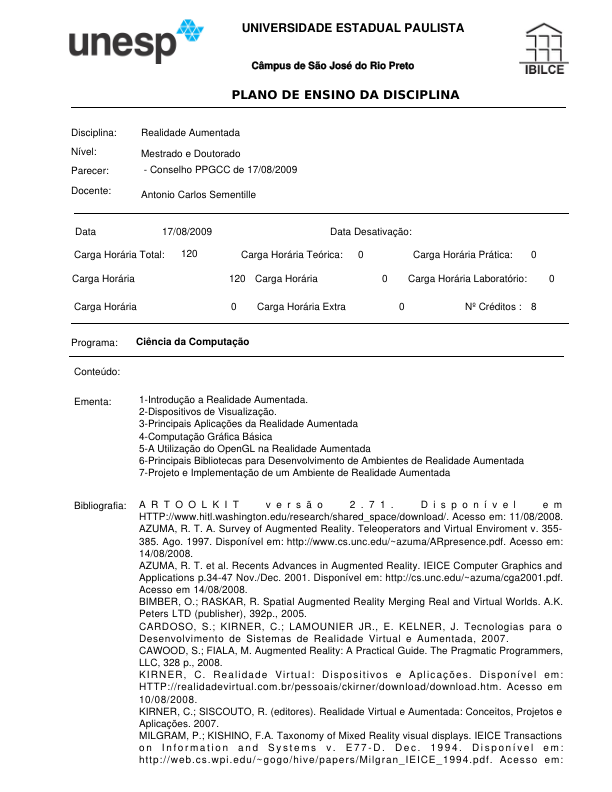 unesp
UNIVERSIDADE ESTADUAL PAULISTA
Câmpus de São José do Rio Preto
IBILCE
PLANO DE ENSINO DA DISCIPLINA
Disciplina: Realidade Aumentada
Nível: Mestrado e Doutorado
Parecer: - Conselho PPGCC de 17/08/2009
Docente: Antonio Carlos Sementille
Data 17/08/2009 Data Desativação:
Carga Horária Total: 120 Carga Horária Teórica: 0 Carga Horária Prática: 0
Carga Horária 120 Carga Horária 0 Carga Horária Laboratório: 0
Carga Horária 0 Carga Horária Extra 0 Nº Créditos : 8
Programa: Ciência da Computação
Conteúdo:
Ementa: 1-Introdução a Realidade Aumentada.
2-Dispositivos de Visualização.
3-Principais Aplicações da Realidade Aumentada
4-Computação Gráfica Básica
5-A Utilização do OpenGL na Realidade Aumentada
6-Principais Bibliotecas para Desenvolvimento de Ambientes de Realidade Aumentada
7-Projeto e Implementação de um Ambiente de Realidade Aumentada
Bibliografia: ARTOOLKIT versão 2.71. Disponível em
HTTP://www.hitl.washington.edu/research/shared_space/download/. Acesso em: 11/08/2008.
AZUMA, R. T. A. Survey of Augmented Reality. Teleoperators and Virtual Enviroment v. 355-
385. Ago. 1997. Disponível em: http://www.cs.unc.edu/~azuma/ARpresence.pdf. Acesso em:
14/08/2008.
AZUMA, R. T. et al. Recents Advances in Augmented Reality. IEICE Computer Graphics and
Applications p.34-47 Nov./Dec. 2001. Disponível em: http://cs.unc.edu/~azuma/cga2001.pdf.
Acesso em 14/08/2008.
BIMBER, O.; RASKAR, R. Spatial Augmented Reality Merging Real and Virtual Worlds. A.K.
Peters LTD (publisher), 392p., 2005.
CARDOSO, S.; KIRNER, C.; LAMOUNIER JR., E. KELNER, J. Tecnologias para o
Desenvolvimento de Sistemas de Realidade Virtual e Aumentada, 2007.
CAWOOD, S.; FIALA, M. Augmented Reality: A Practical Guide. The Pragmatic Programmers,
LLC, 328 p., 2008.
KIRNER, C. Realidade Virtual: Dispositivos e Aplicações. Disponível em:
HTTP://realidadevirtual.com.br/pessoais/ckirner/download/download.htm. Acesso em
10/08/2008.
KIRNER, C.; SISCOUTO, R. (editores). Realidade Virtual e Aumentada: Conceitos, Projetos e
Aplicações. 2007.
MILGRAM, P.; KISHINO, F.A. Taxonomy of Mixed Reality visual displays. IEICE Transactions
on Information and Systems v. E77-D. Dec. 1994. Disponível em:
http://web.cs.wpi.edu/~gogo/hive/papers/Milgran_IEICE_1994.pdf. Acesso em: